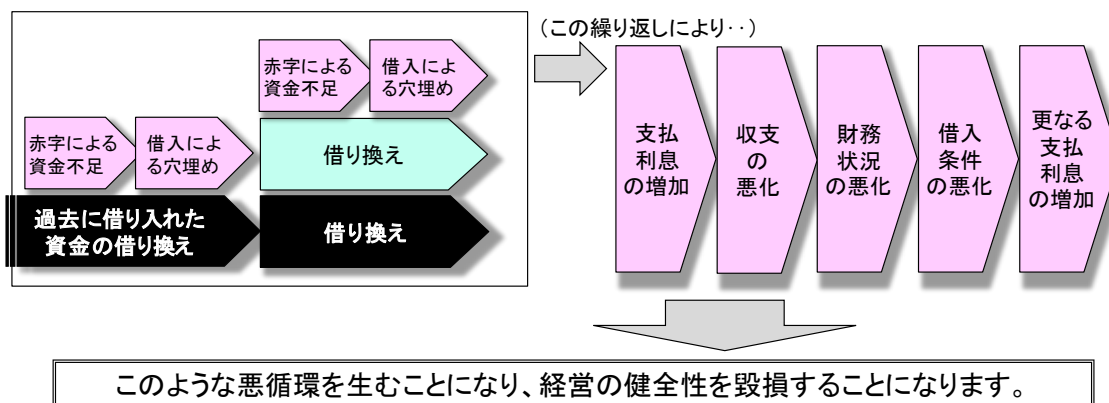 (この繰り返しにより‥)
赤字による
資金不足
借入によ
る穴埋め
赤字による
資金不足
借入によ
る穴埋め
借り換え
過去に借り入れた
資金の借り換え
借り換え
支払
利息
の増加
収支
の
悪化
財務
状況
の悪化
借入
条件
の悪化
更なる
支払
利息
の増加
このような悪循環を生むことになり、経営の健全性を毀損することになります。